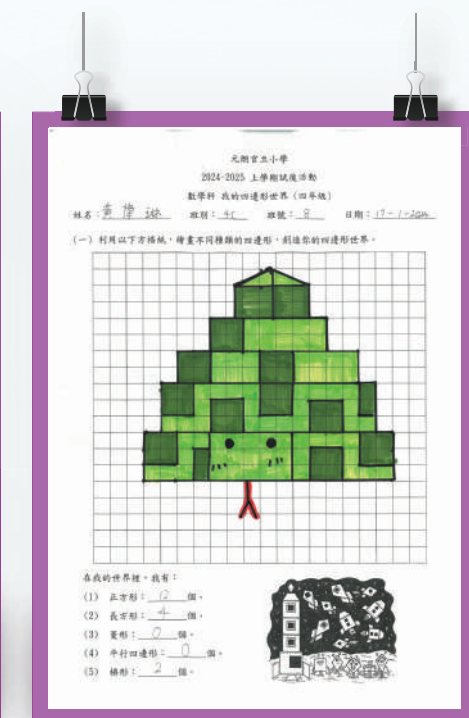 元朗官立小學
2024-2025 上學期試後活動
數學科 我的四邊形世界(四年級)
姓名:黃 琳 班別:4C 班號:8 日期:17-1-2024
(一)利用以下方格紙,繪畫不同種類的四邊形,創造你的四邊形世界。
在我的世界裡,我有:
(1) 正方形:12個。
(2) 長方形:4個。
(3) 菱形:0個。
(4) 平行四邊形:0個。
(5) 梯形:2個。